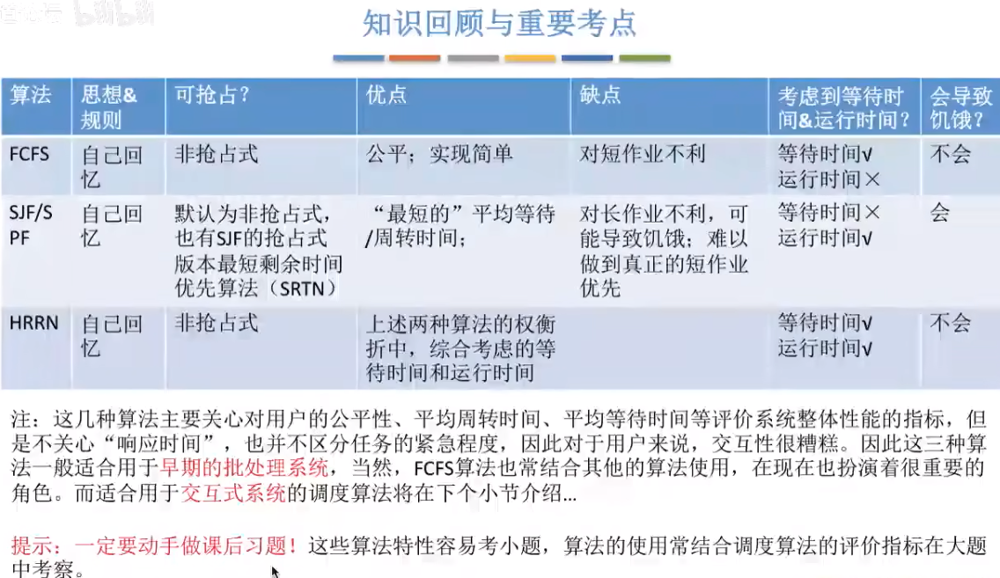 bilibili
知识回顾与重要考点
算法
思想&
规则
可抢占？
优点
缺点
考虑到等待时
间&运行时间？
会导致
饥饿？
FCFS
自己回
忆
非抢占式
公平；实现简单
对短作业不利
等待时间√
运行时间×
不会
SJF/S
PF
自己回
忆
默认为非抢占式，
也有SJF的抢占式
版本最短剩余时间
优先算法（SRTN）
“最短的”平均等待
/周转时间；
对长作业不利，可
能导致饥饿；难以
做到真正的短作业
优先
等待时间×
运行时间√
会
HRRN
自己回
忆
非抢占式
上述两种算法的权衡
折中，综合考虑的等
待时间和运行时间
等待时间√
运行时间√
不会
注：这几种算法主要关心对用户的公平性、平均周转时间、平均等待时间等评价系统整体性能的指标，但
是不关心“响应时间”，也并不区分任务的紧急程度，因此对于用户来说，交互性很糟糕。因此这三种算
法一般适合用于早期的批处理系统，当然，FCFS算法也常结合其他的算法使用，在现在也扮演着很重要的
角色。而适合用于交互式系统的调度算法将在下个小节介绍...
提示：一定要动手做课后习题！这些算法特性容易考小题，算法的使用常结合调度算法的评价指标在大题
中考察。